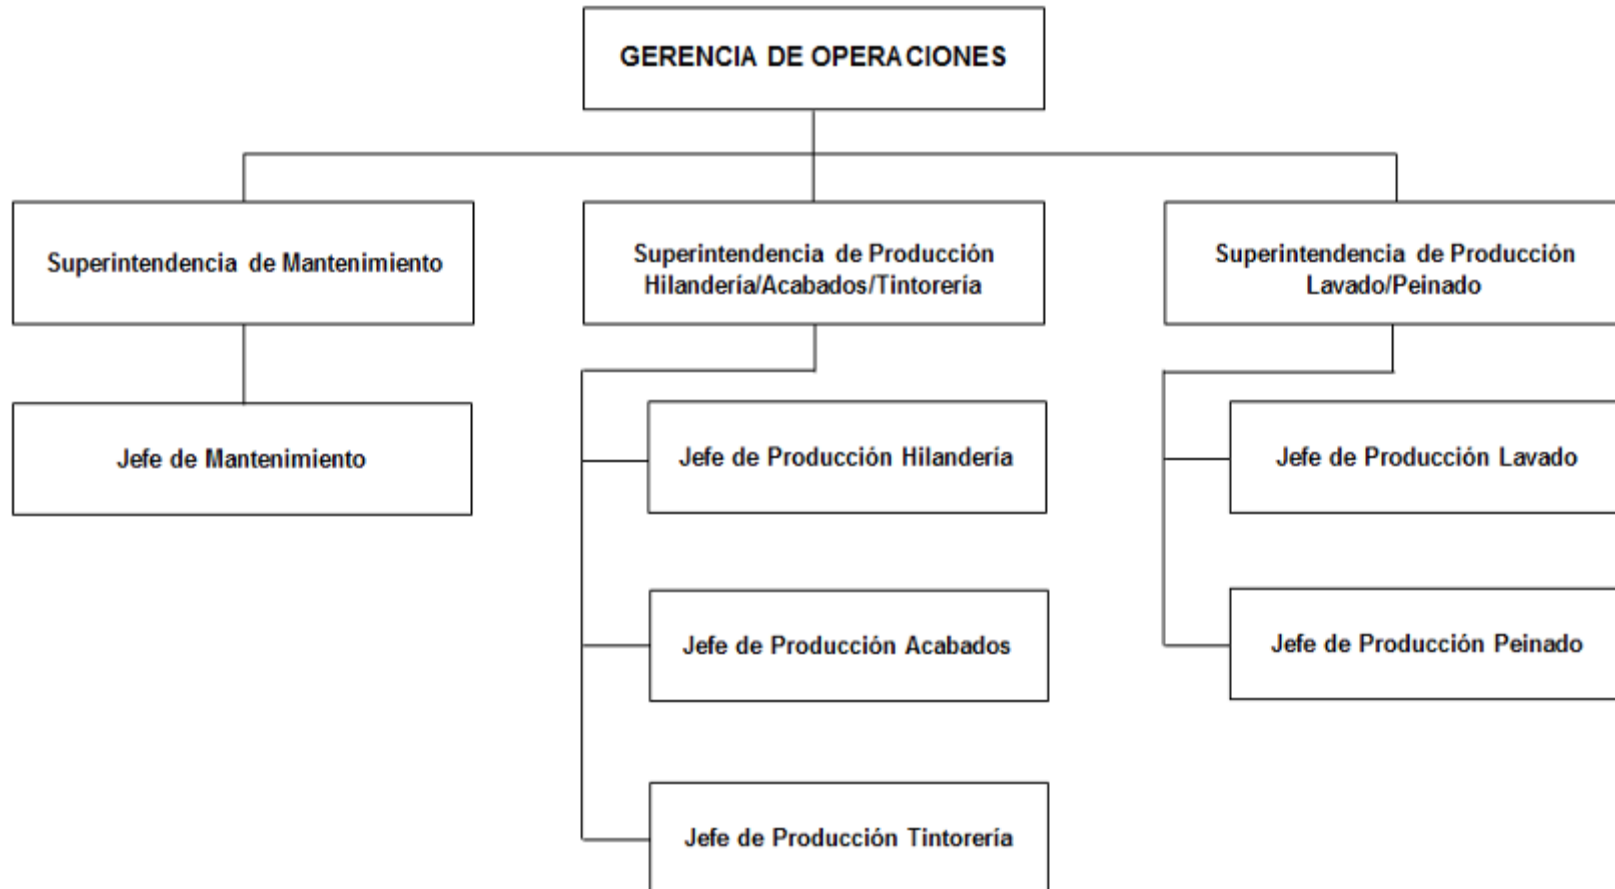 GERENCIA DE OPERACIONES
Superintendencia de Mantenimiento
Superintendencia de Producción
Hilandería/Acabados/Tintorería
Superintendencia de Producción
Lavado/Peinado
Jefe de Mantenimiento
Jefe de Producción Hilandería
Jefe de Producción Lavado
Jefe de Producción Acabados
Jefe de Producción Peinado
Jefe de Producción Tintorería